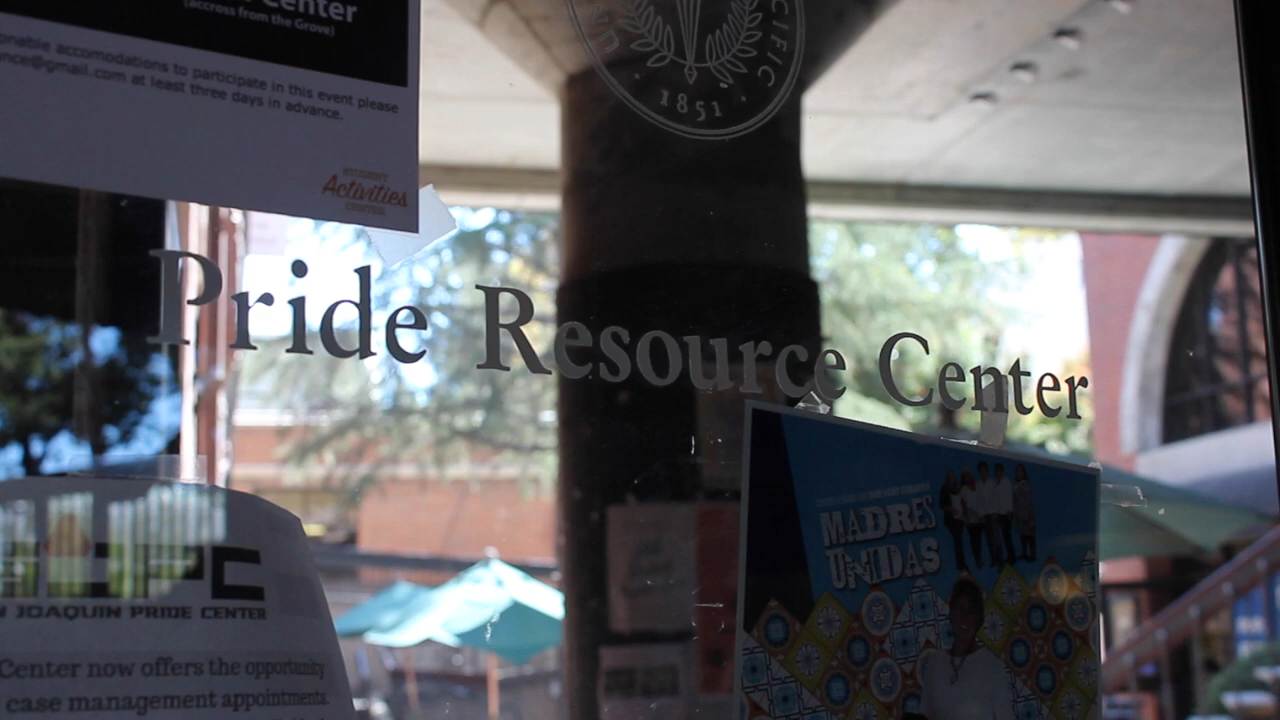 Center
(accross from the Grove)
onable accomodations to participate in this event please
nce@gmail.com at least three days in advance.
STUDENT
Activities
CENTER
CIFIC
1851
Pride Resource Center
MADRES
UNIDAS
PC
N JOAQUIN PRIDE CENTER
Center now offers the opportunity
case management appointments.